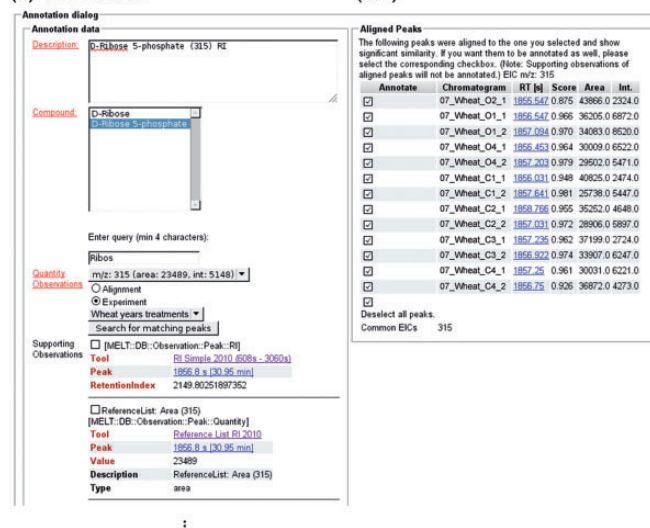 Annotation dialog
Annotation data
Description:
D-Ribose 5-phosphate (315) RI
Compound:
D-Ribose
D-Ribose 5-phosphate
Enter query (min 4 characters):
Ribos
Quantity
Observations
m/z: 315 (area: 23489, int: 5148)
Alignment
Experiment
Wheat years treatments
Search for matching peaks
Supporting
Observations
[MELT::DB::Observation::Peak::RI]
Tool RI Simple 2010 (608s - 3060s)
Peak 1856.8 s [30.95 min]
RetentionIndex 2149.80251897352
ReferenceList: Area (315)
[MELT::DB::Observation::Peak::Quantity]
Tool Reference List RI 2010
Peak 1856.8 s [30.95 min]
Value 23489
Description ReferenceList: Area (315)
Type area
Aligned Peaks
The following peaks were aligned to the one you selected and show
significant similarity. If you want them to be annotated as well, please
select the corresponding checkbox. (Note: Supporting observations of
aligned peaks will not be annotated.) EIC m/z: 315
Annotate Chromatogram RT [s] Score Area Int.
07_Wheat_O2_1 1855.547 0.875 43866.0 2324.0
07_Wheat_O1_1 1856.547 0.966 36205.0 6872.0
07_Wheat_O1_2 1857.094 0.970 34083.0 8520.0
07_Wheat_O4_1 1856.453 0.964 30009.0 6522.0
07_Wheat_O4_2 1857.203 0.979 29502.0 5471.0
07_Wheat_C1_1 1856.031 0.948 40825.0 2474.0
07_Wheat_C1_2 1857.641 0.981 25738.0 5447.0
07_Wheat_C2_1 1858.766 0.955 35252.0 4648.0
07_Wheat_C2_2 1857.031 0.972 28906.0 5897.0
07_Wheat_C3_1 1857.235 0.962 37199.0 2724.0
07_Wheat_C3_2 1856.922 0.974 33907.0 6247.0
07_Wheat_C4_1 1857.25 0.961 30031.0 6221.0
07_Wheat_C4_2 1856.75 0.926 36872.0 4273.0
Deselect all peaks.
Common EICs 315